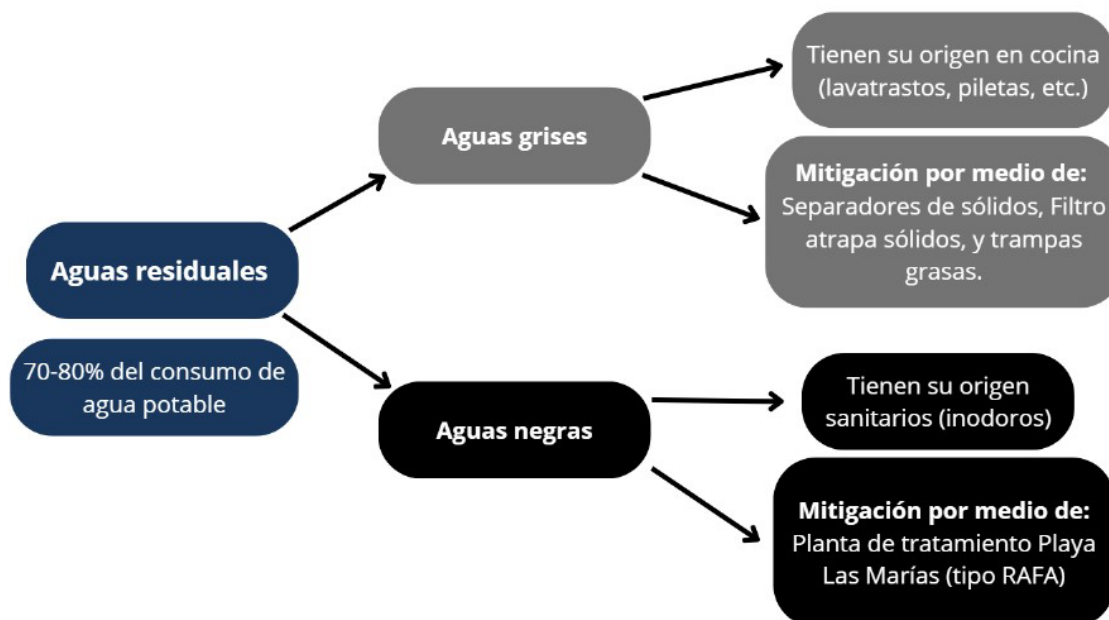 Aguas residuales
70-80% del consumo de
agua potable
Aguas grises
Tienen su origen en cocina
(lavatrastos, piletas, etc.)
Mitigación por medio de:
Separadores de sólidos, Filtro
atrapa sólidos, y trampas
grasas.
Aguas negras
Tienen su origen
sanitarios (inodoros)
Mitigación por medio de:
Planta de tratamiento Playa
Las Marías (tipo RAFA)